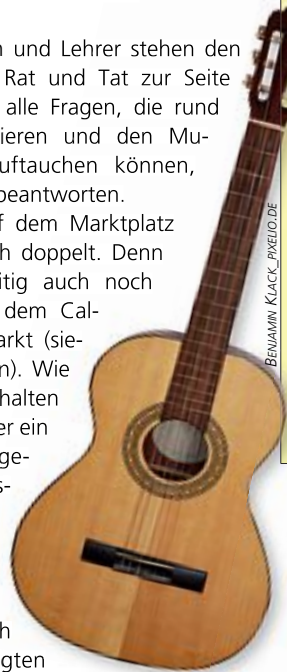 n und Lehrer stehen den
Rat und Tat zur Seite
alle Fragen, die rund
ieren und den Mu-
uftauchen können,
beantworten.
f dem Marktplatz
h doppelt. Denn
itig auch noch
dem Cal-
arkt (sie-
n). Wie
halten
er ein
ge-
s-
h
gten
BENJAMIN KLACK_PIXELIO.DE